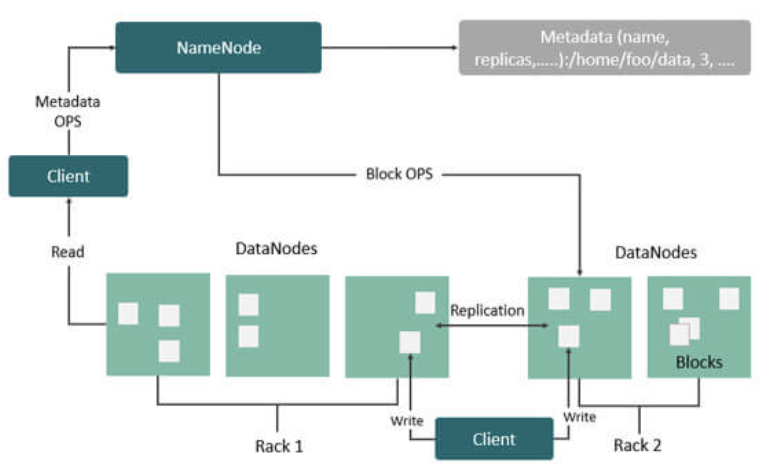 NameNode
Metadata (name,
replicas,.....):/home/foo/data, 3, ....
Metadata
OPS
Client
Block OPS
Read
DataNodes
DataNodes
Replication
Blocks
Write
Write
Client
Rack 1
Rack 2